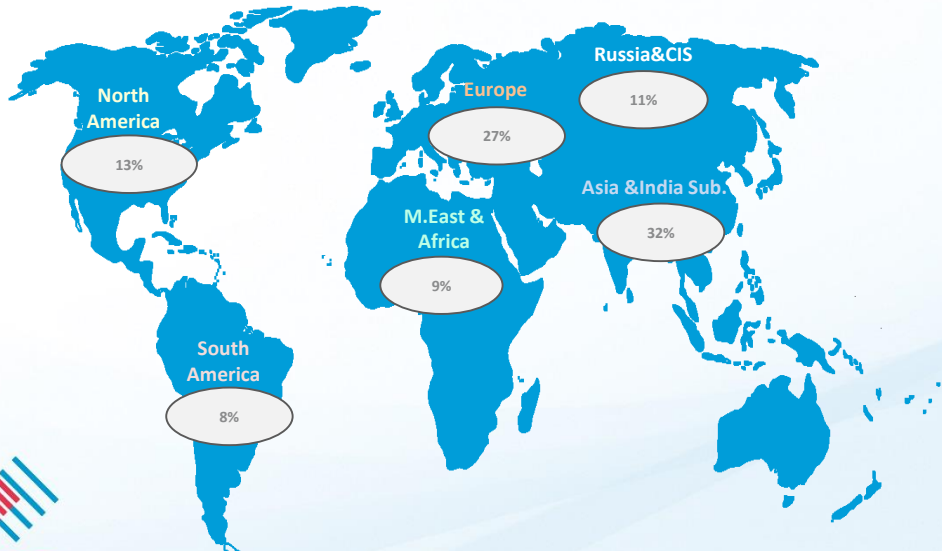 North
America
13%
Europe
27%
Russia&CIS
11%
Asia &India Sub.
32%
M.East &
Africa
9%
South
America
8%